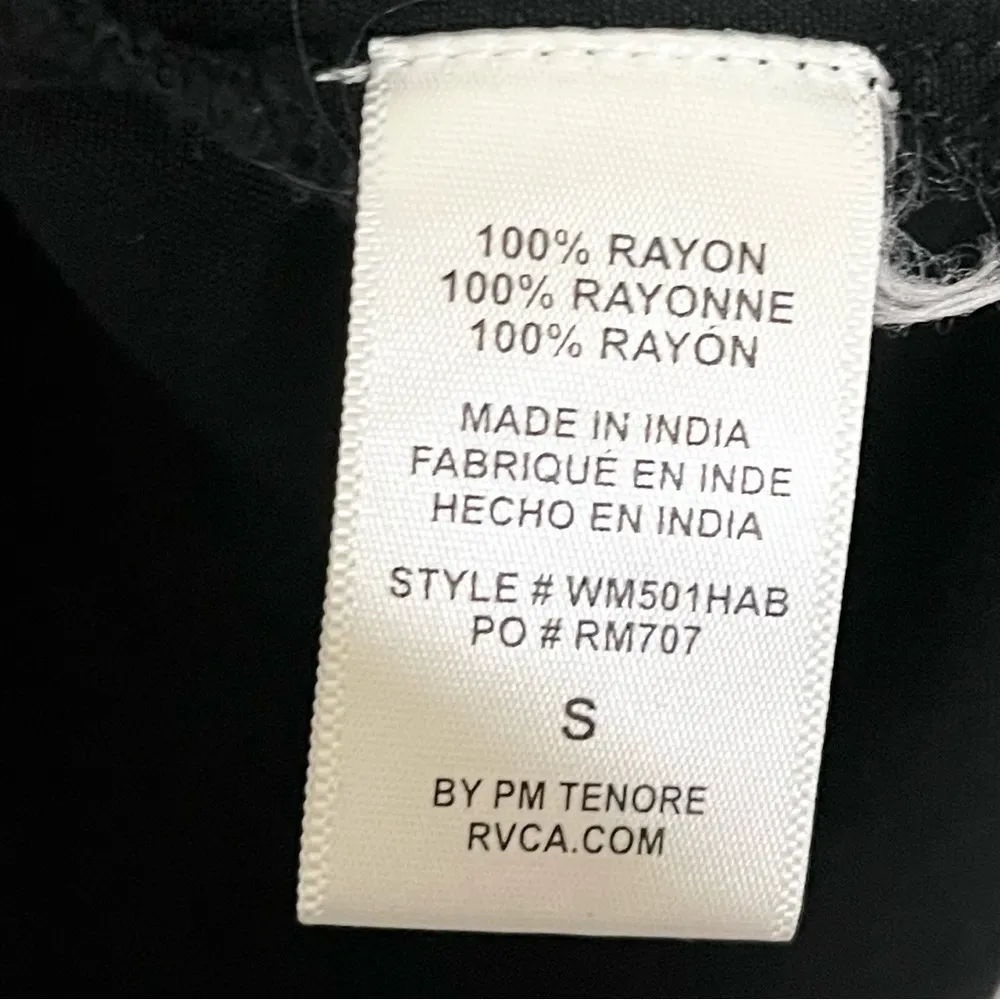 100% RAYON
100% RAYONNE
100% RAYÓN
MADE IN INDIA
FABRIQUÉ EN INDE
HECHO EN INDIA
STYLE # WM501HAB
PO # RM707
S
BY PM TENORE
RVCA.COM